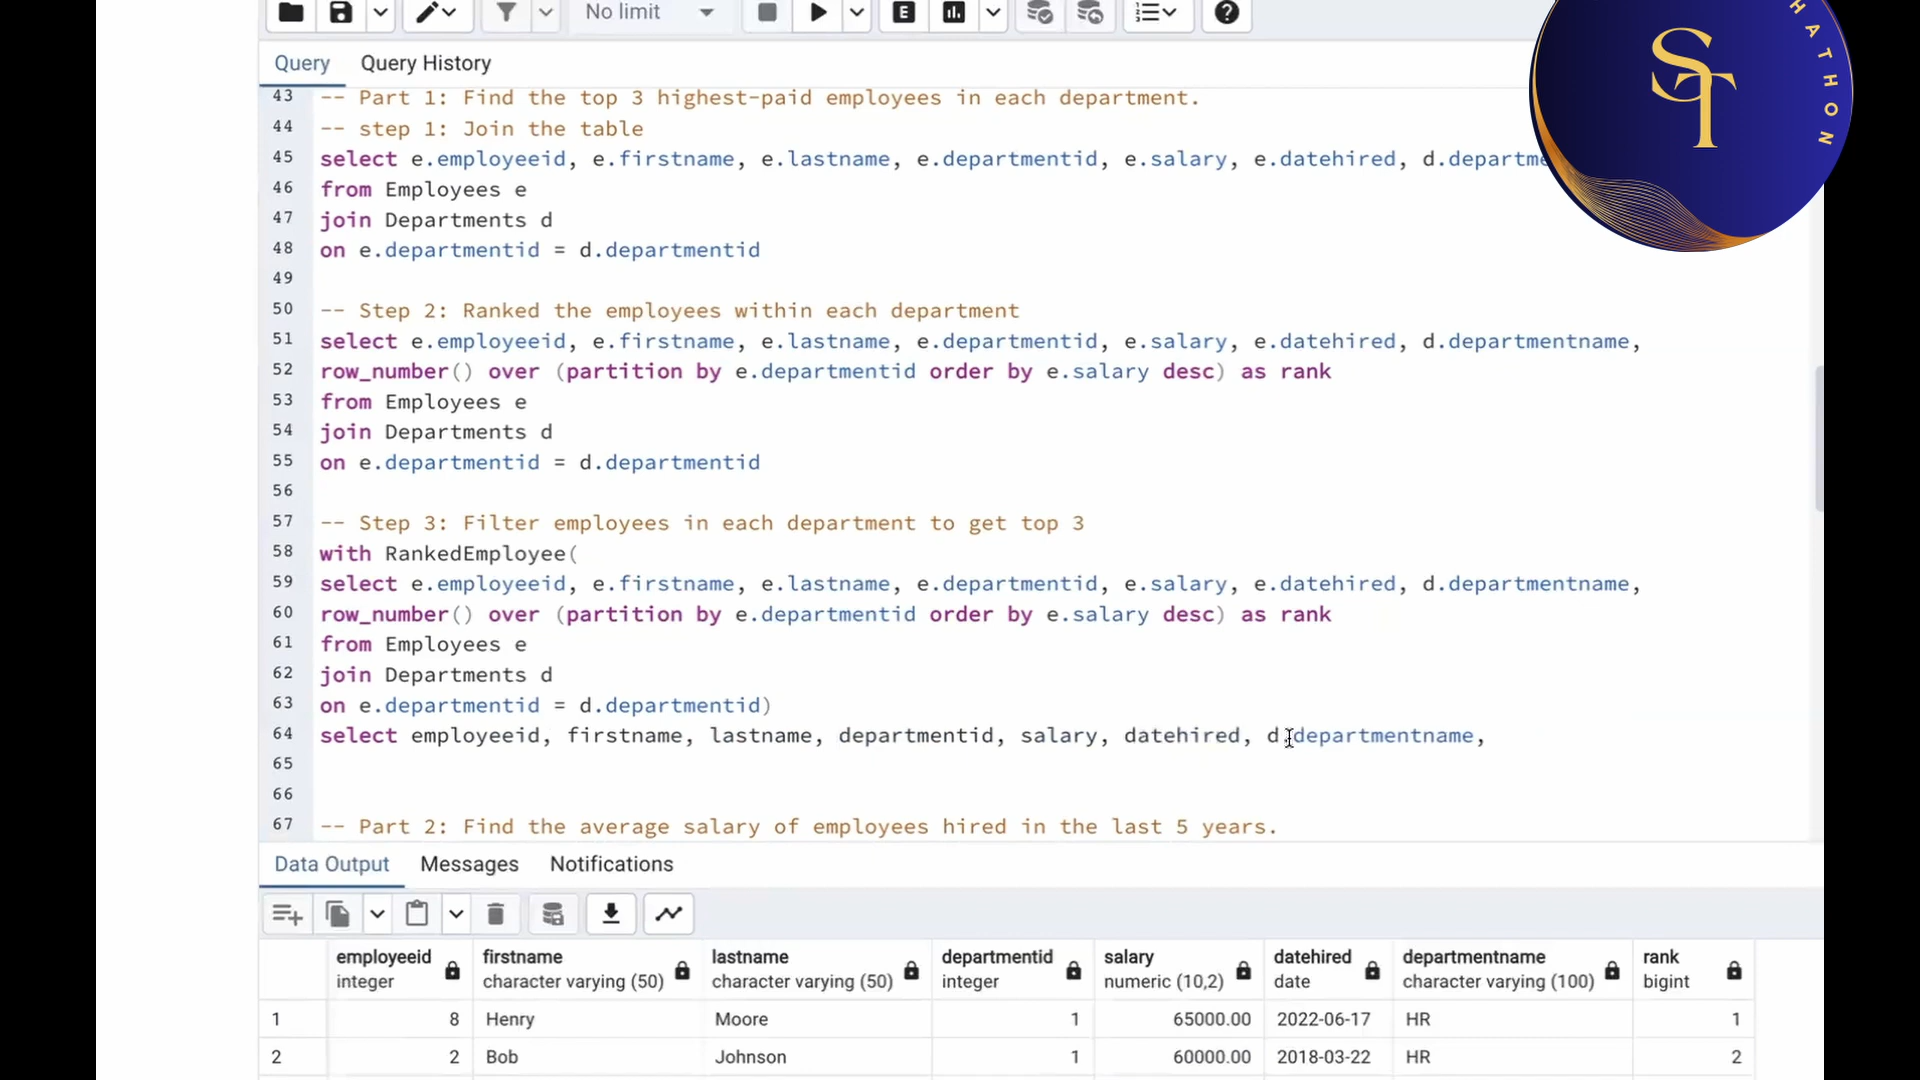 No limit
E
ST
HATHON
Query Query History
43 -- Part 1: Find the top 3 highest-paid employees in each department.
44 -- step 1: Join the table
45 select e.employeeid, e.firstname, e.lastname, e.departmentid, e.salary, e.datehired,
46 from Employees e
47 join Departments d
48 on e.departmentid = d.departmentid
49
50 -- Step 2: Ranked the employees within each department
51 select e.employeeid, e.firstname, e.lastname, e.departmentid, e.salary, e.datehired, d.departmentname,
52 row_number() over (partition by e.departmentid order by e.salary desc) as rank
53 from Employees e
54 join Departments d
55 on e.departmentid = d.departmentid
56
57 -- Step 3: Filter employees in each department to get top 3
58 with RankedEmployee(
59 select e.employeeid, e.firstname, e.lastname, e.departmentid, e.salary, e.datehired, d.departmentname,
60 row_number() over (partition by e.departmentid order by e.salary desc) as rank
61 from Employees e
62 join Departments d
63 on e.departmentid = d.departmentid)
64 select employeeid, firstname, lastname, departmentid, salary, datehired, d.departmentname,
65
66
67 -- Part 2: Find the average salary of employees hired in the last 5 years.
Data Output Messages Notifications
employeeid firstname lastname departmentid salary datehired departmentname rank
integer character varying (50) character varying (50) integer numeric (10,2) date character varying (100) bigint
1 8 Henry Moore 1 65000.00 2022-06-17 HR 1
2 2 Bob Johnson 1 60000.00 2018-03-22 HR 2